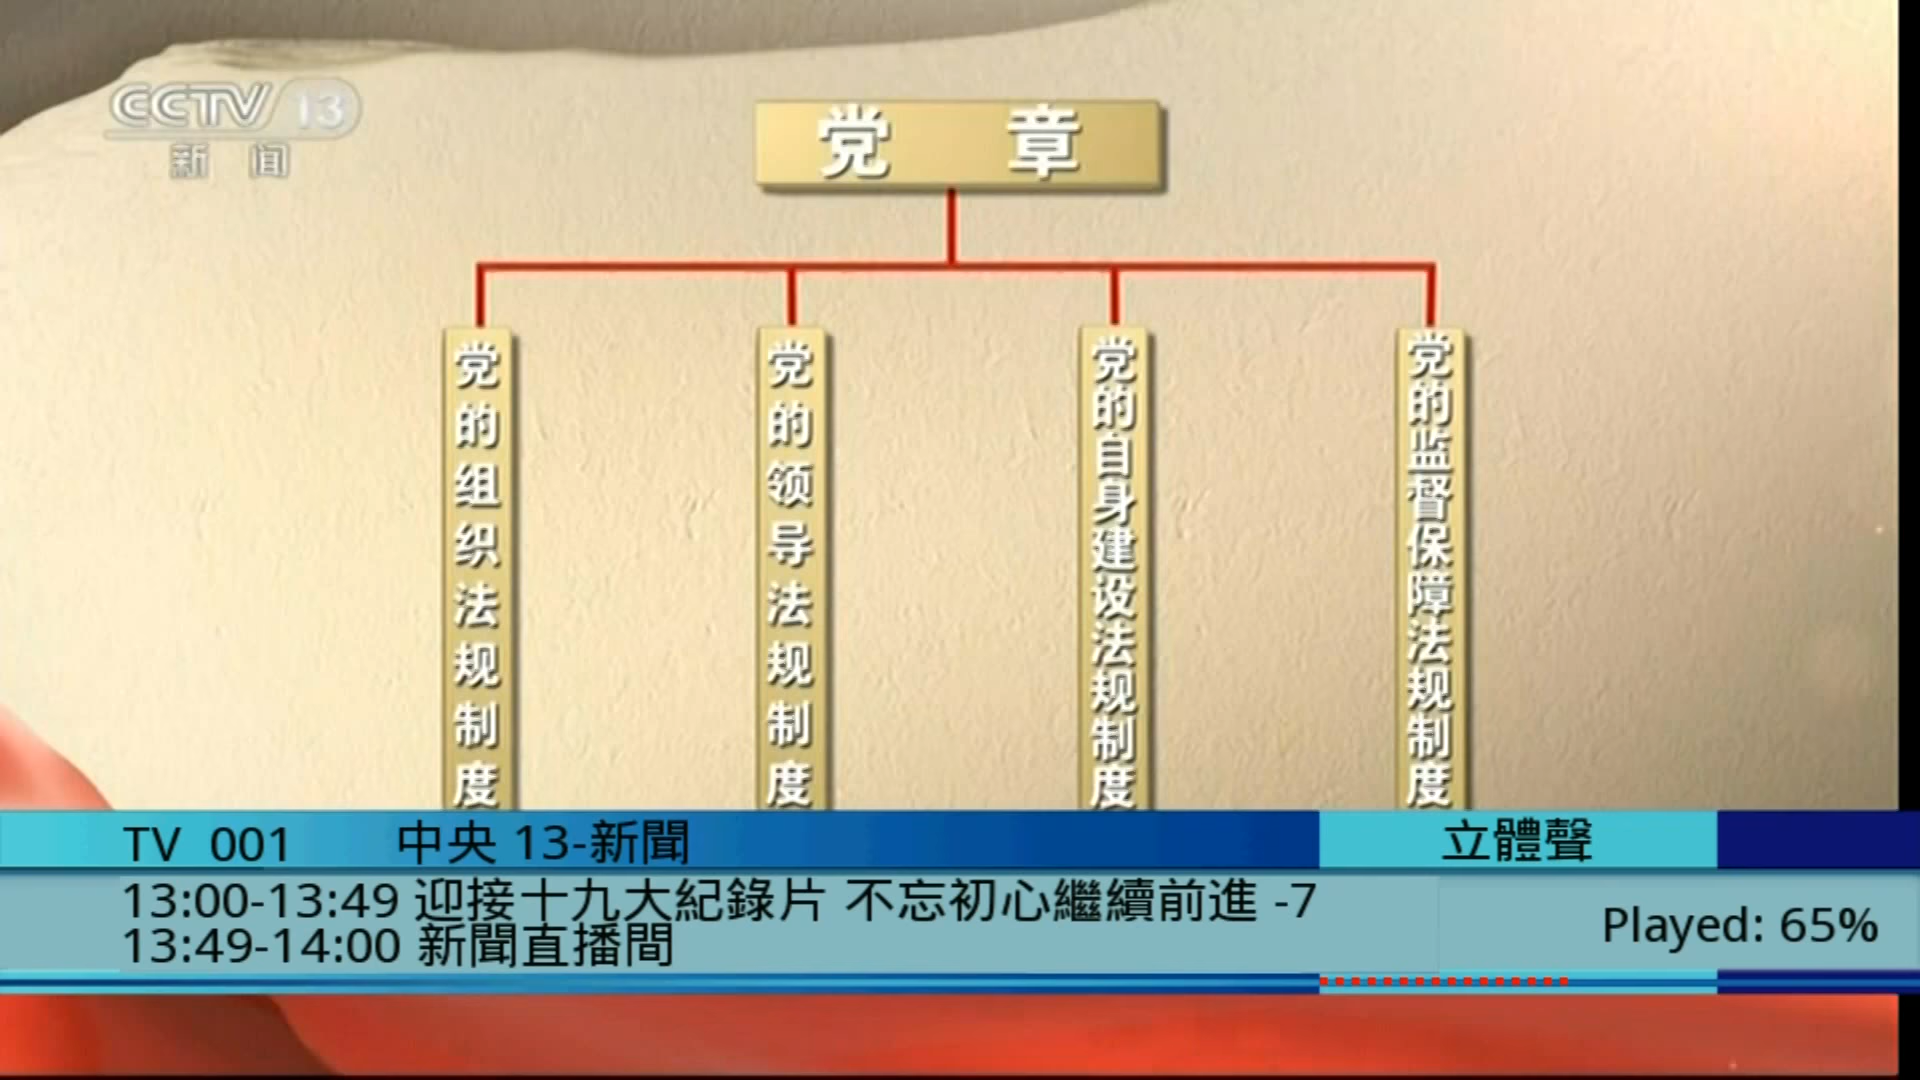 CCTV 13
新闻
党章
党的组织法规制度
党的领导法规制度
党的自身建设法规制度
党的监督保障法规制度
TV 001 中央 13-新聞 立體聲
13:00-13:49 迎接十九大紀錄片 不忘初心繼續前進 -7
13:49-14:00 新聞直播間
Played: 65%